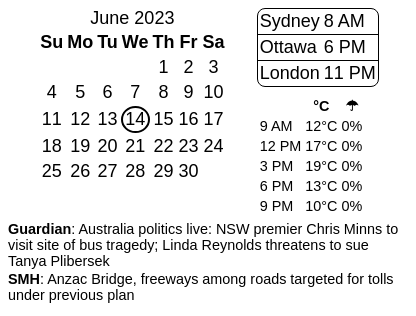 June 2023
Su Mo Tu We Th Fr Sa
1 2 3
4 5 6 7 8 9 10
11 12 13 14 15 16 17
18 19 20 21 22 23 24
25 26 27 28 29 30
Sydney 8 AM
Ottawa 6 PM
London 11 PM
°C ☂
9 AM 12°C 0%
12 PM 17°C 0%
3 PM 19°C 0%
6 PM 13°C 0%
9 PM 10°C 0%
Guardian: Australia politics live: NSW premier Chris Minns to
visit site of bus tragedy; Linda Reynolds threatens to sue
Tanya Plibersek
SMH: Anzac Bridge, freeways among roads targeted for tolls
under previous plan